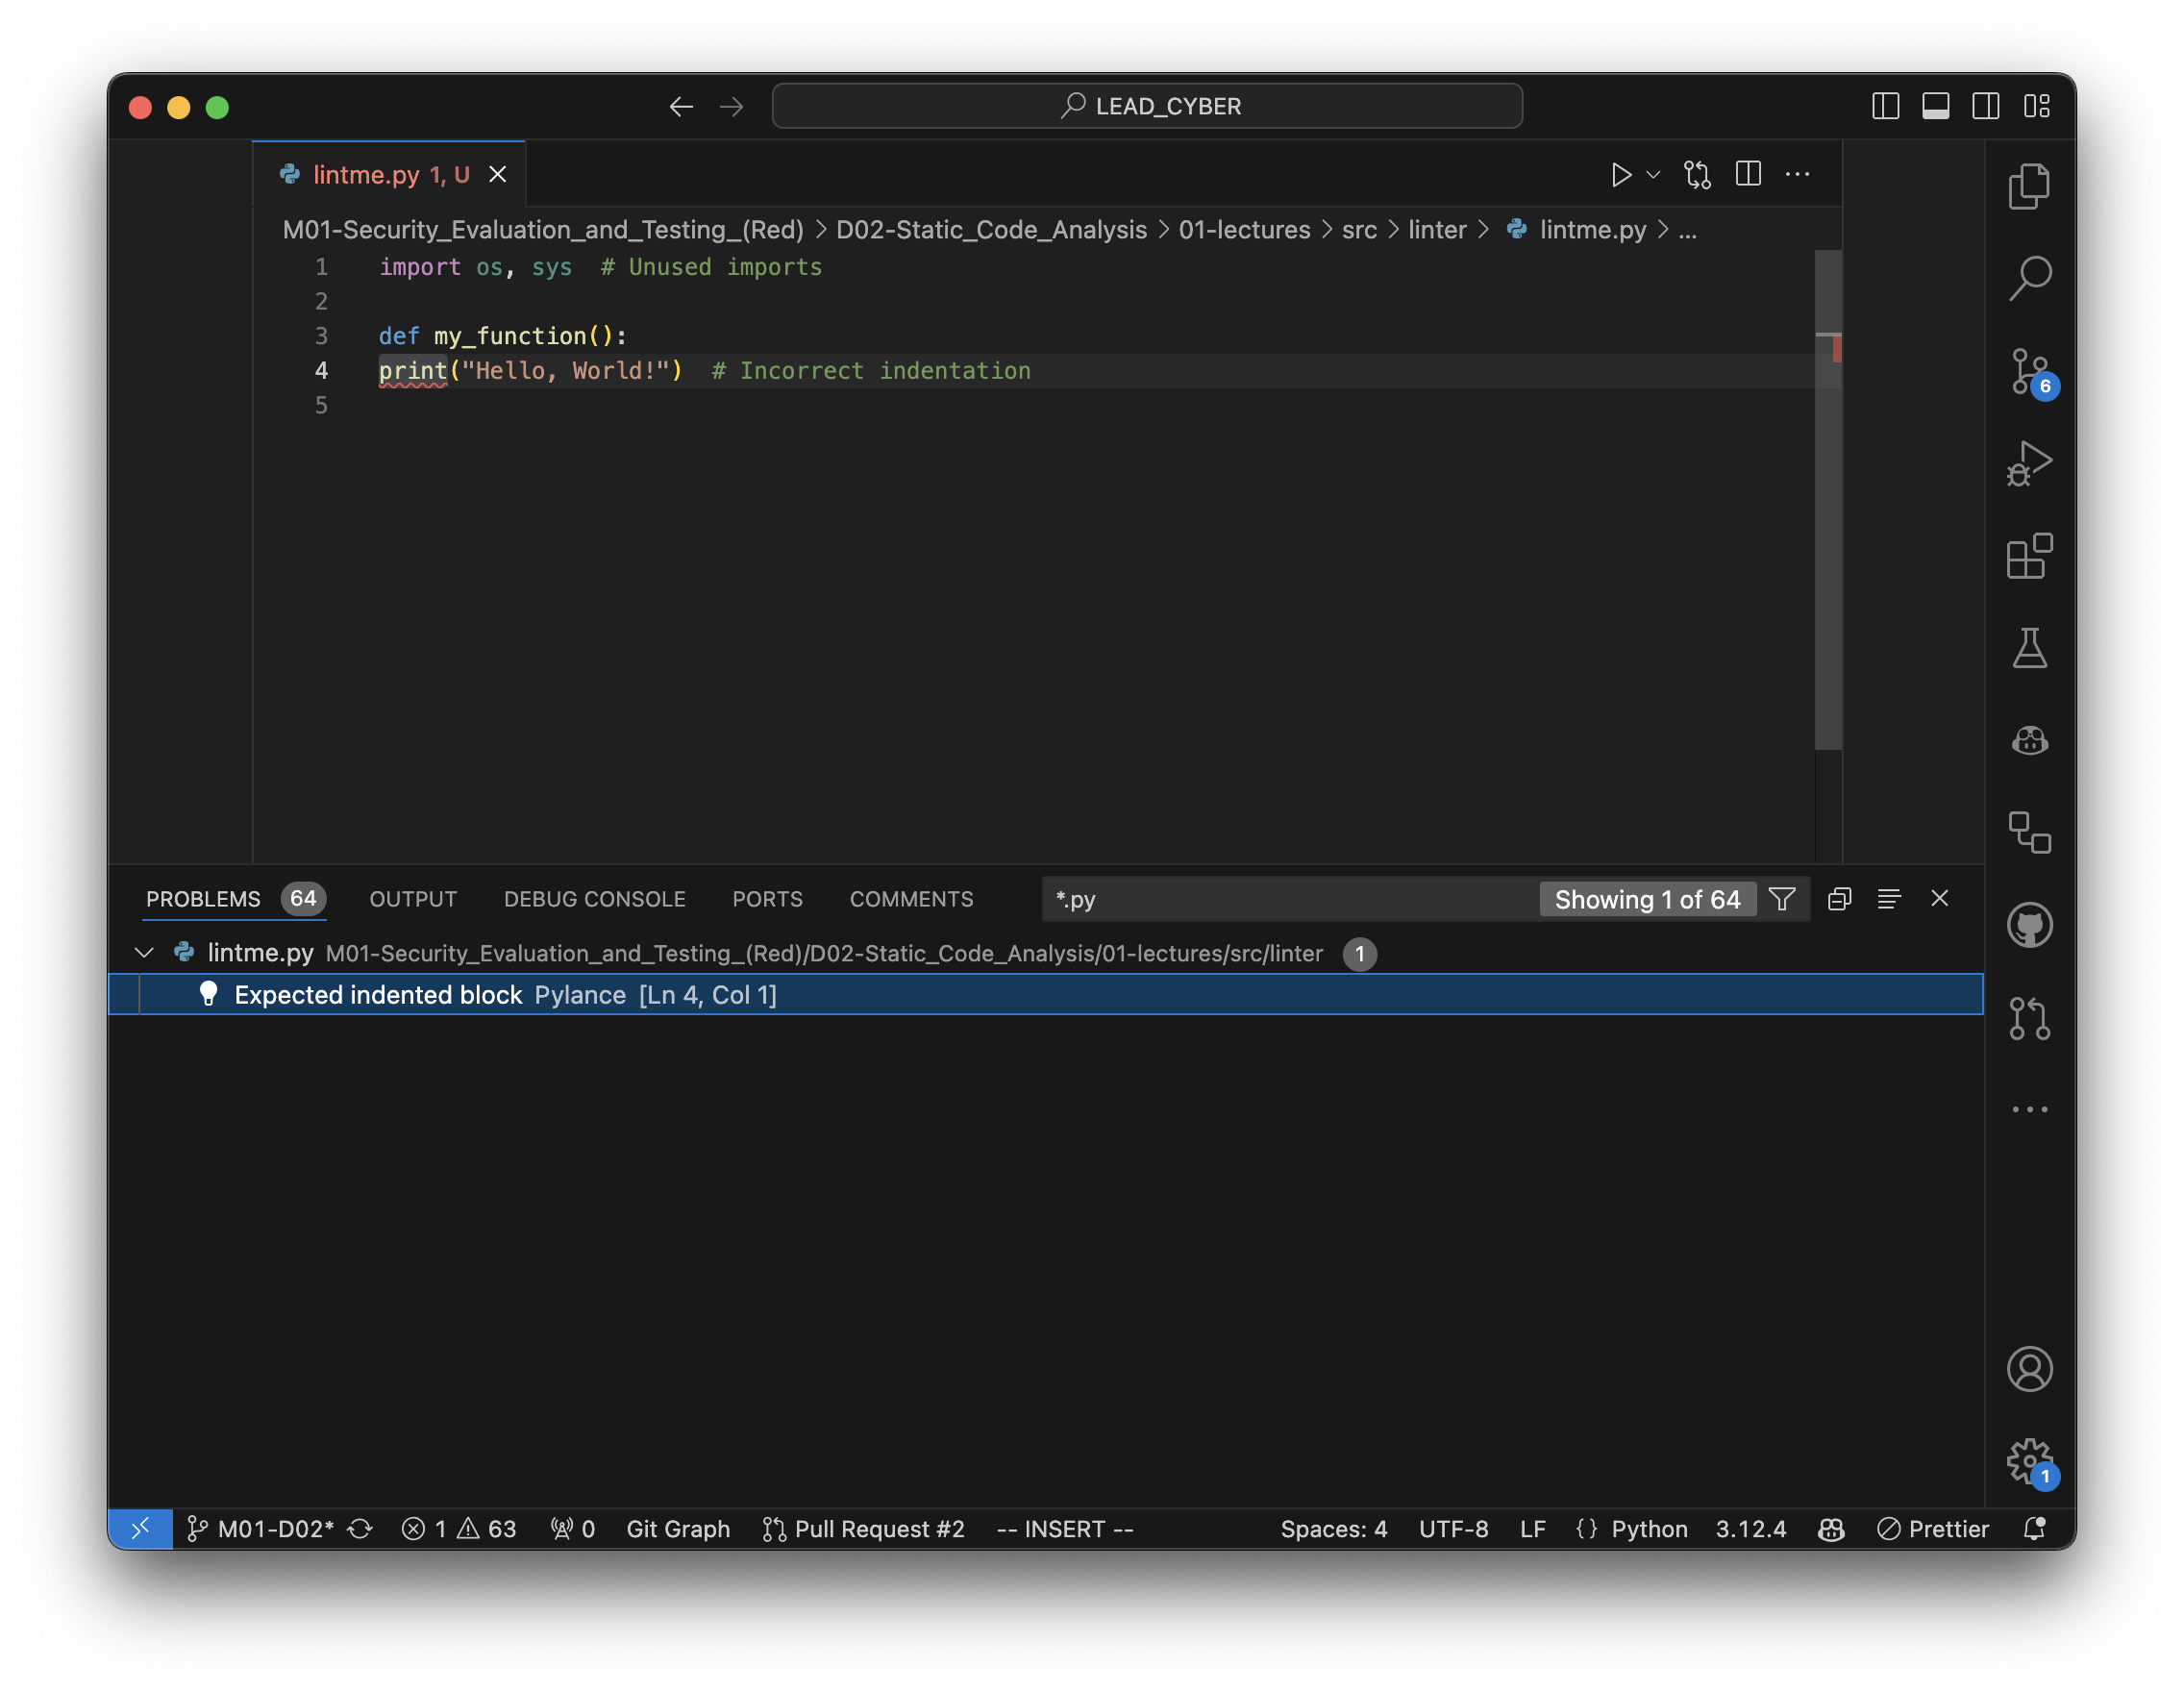 LEAD_CYBER
lintme.py 1, U
M01-Security_Evaluation_and_Testing_(Red) > D02-Static_Code_Analysis > 01-lectures > src > linter > lintme.py > ...
1 import os, sys  # Unused imports
2
3 def my_function():
4 print("Hello, World!")  # Incorrect indentation
5
6
PROBLEMS 64 OUTPUT DEBUG CONSOLE PORTS COMMENTS *.py Showing 1 of 64
lintme.py M01-Security_Evaluation_and_Testing_(Red)/D02-Static_Code_Analysis/01-lectures/src/linter 1
Expected indented block Pylance [Ln 4, Col 1]
1
M01-D02* 1 63 0 Git Graph Pull Request #2 -- INSERT -- Spaces: 4 UTF-8 LF {} Python 3.12.4 Prettier